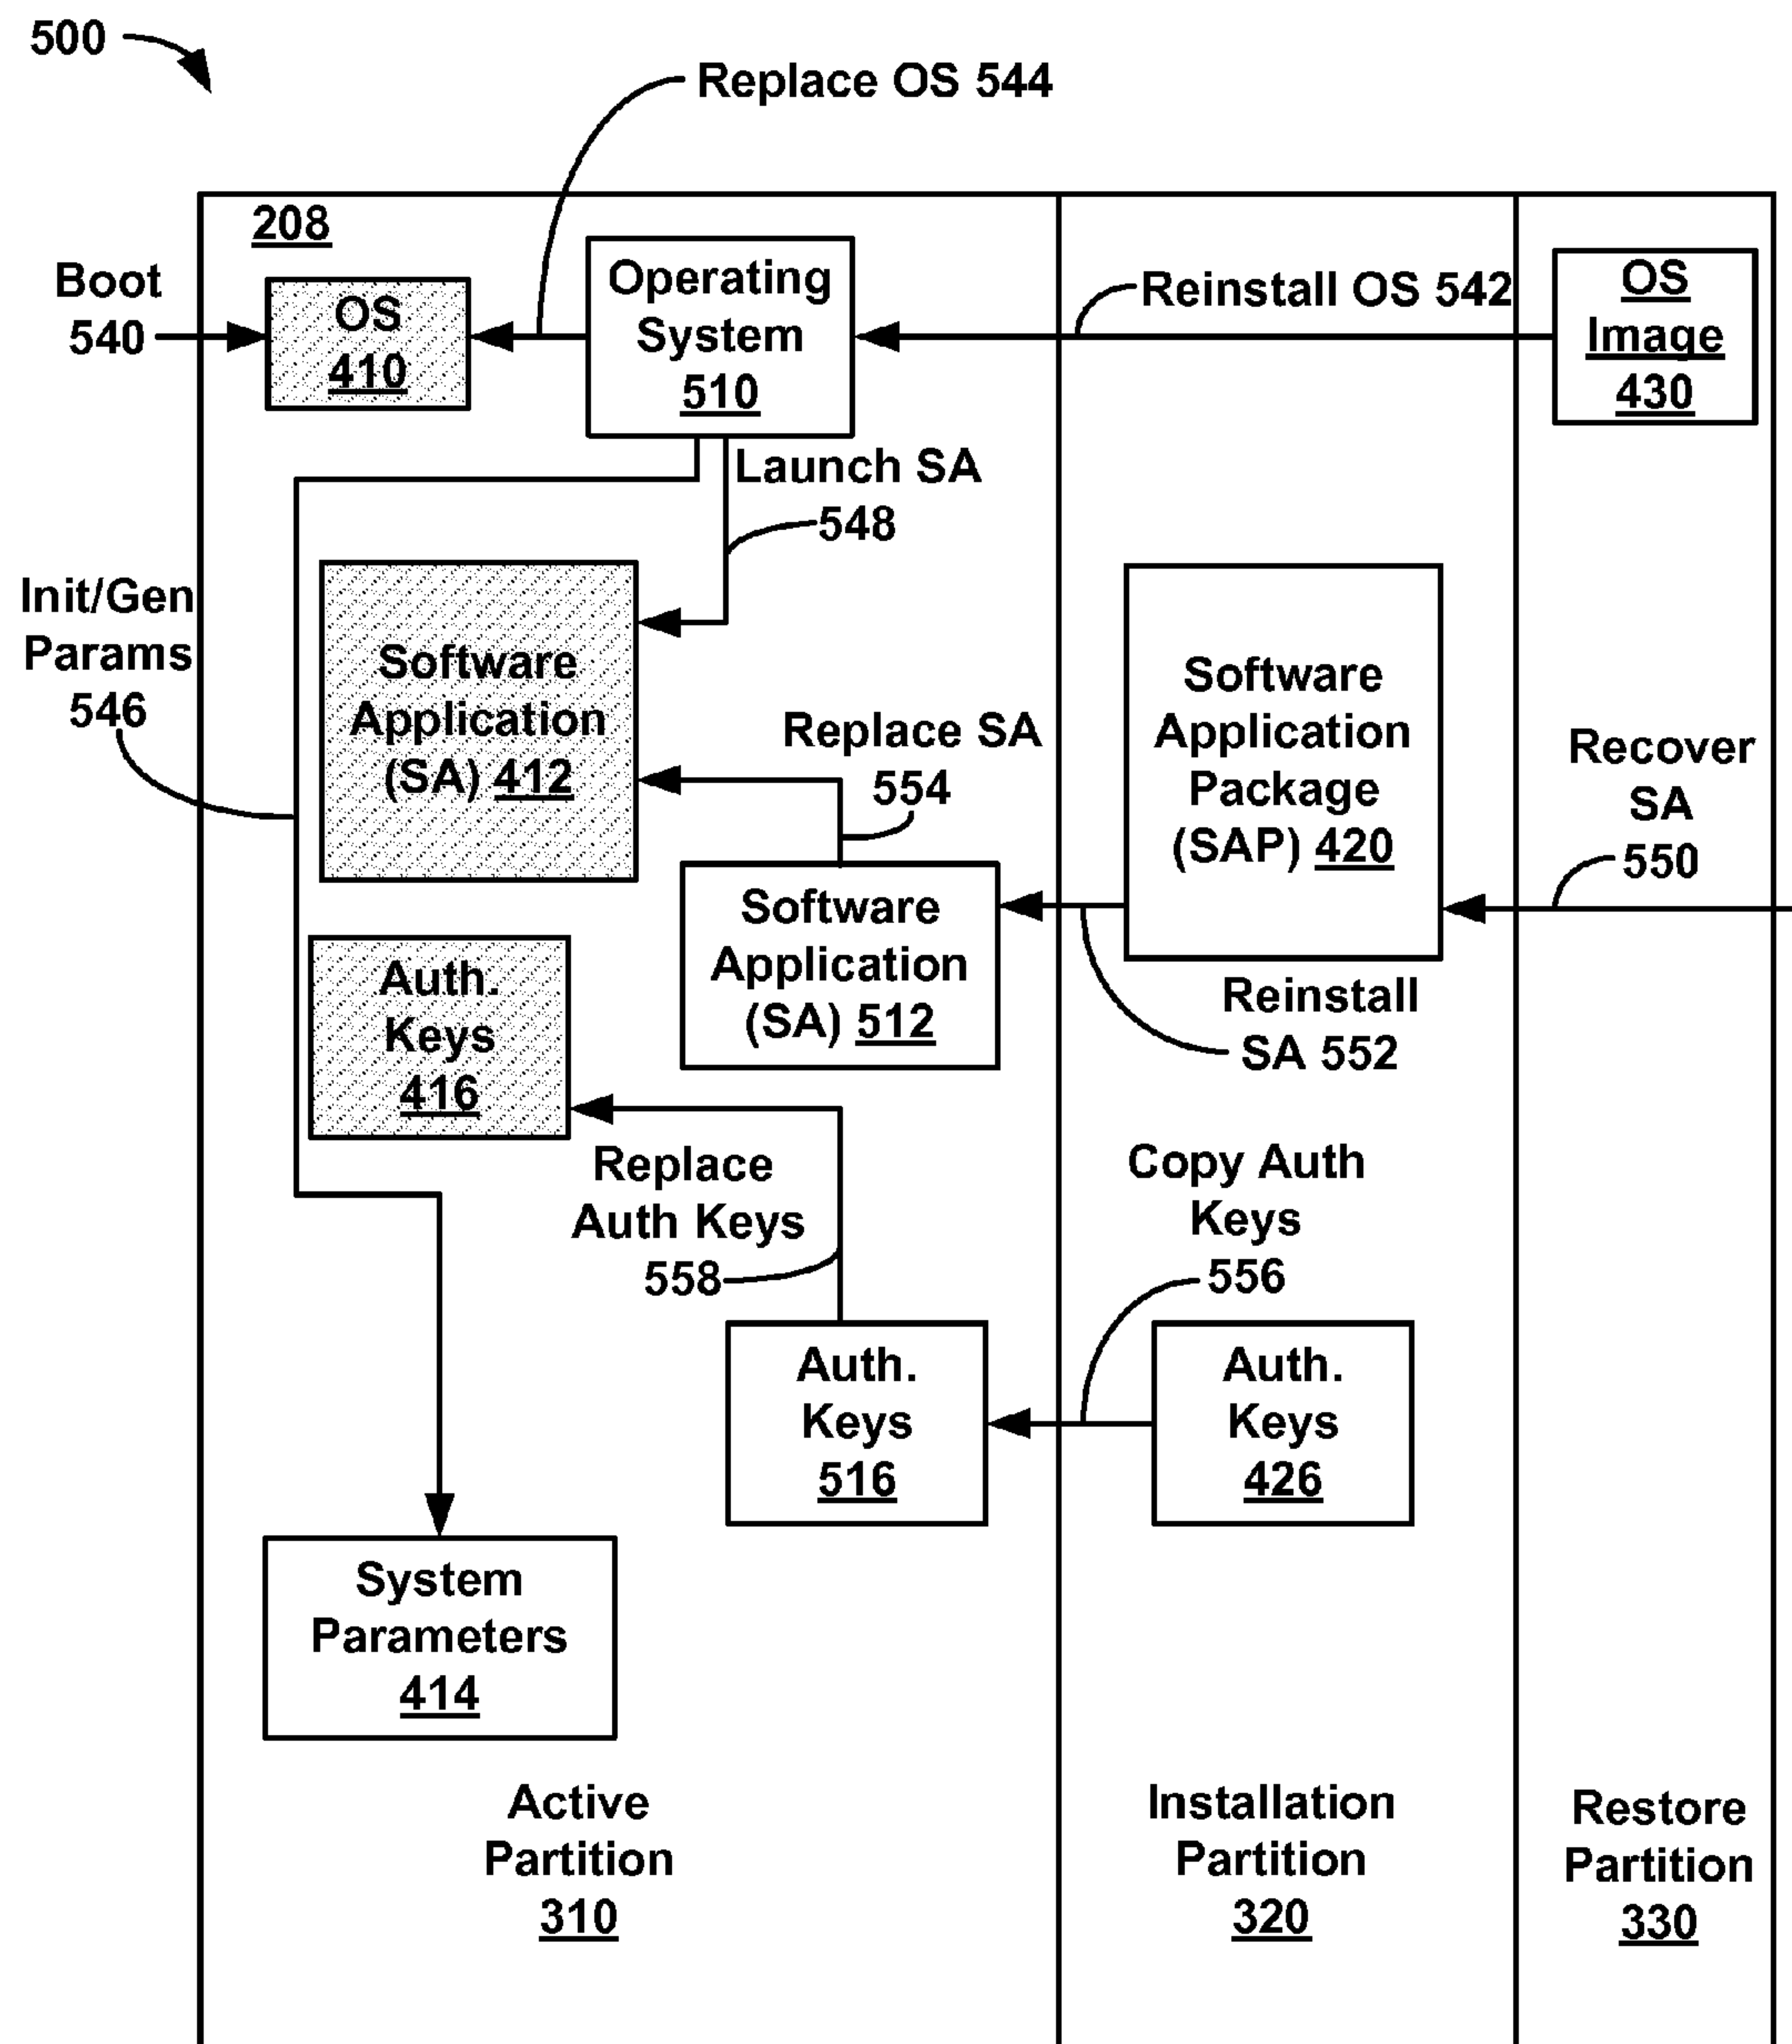 500
Replace OS 544
208
Boot
540
OS
410
Operating
System
510
Reinstall OS 542
OS
Image
430
Launch SA
548
Init/Gen
Params
546
Software
Application
(SA) 412
Replace SA
554
Software
Application
Package
(SAP) 420
Recover
SA
550
Software
Application
(SA) 512
Reinstall
SA 552
Auth.
Keys
416
Replace
Auth Keys
558
Copy Auth
Keys
556
Auth.
Keys
516
Auth.
Keys
426
System
Parameters
414
Active
Partition
310
Installation
Partition
320
Restore
Partition
330